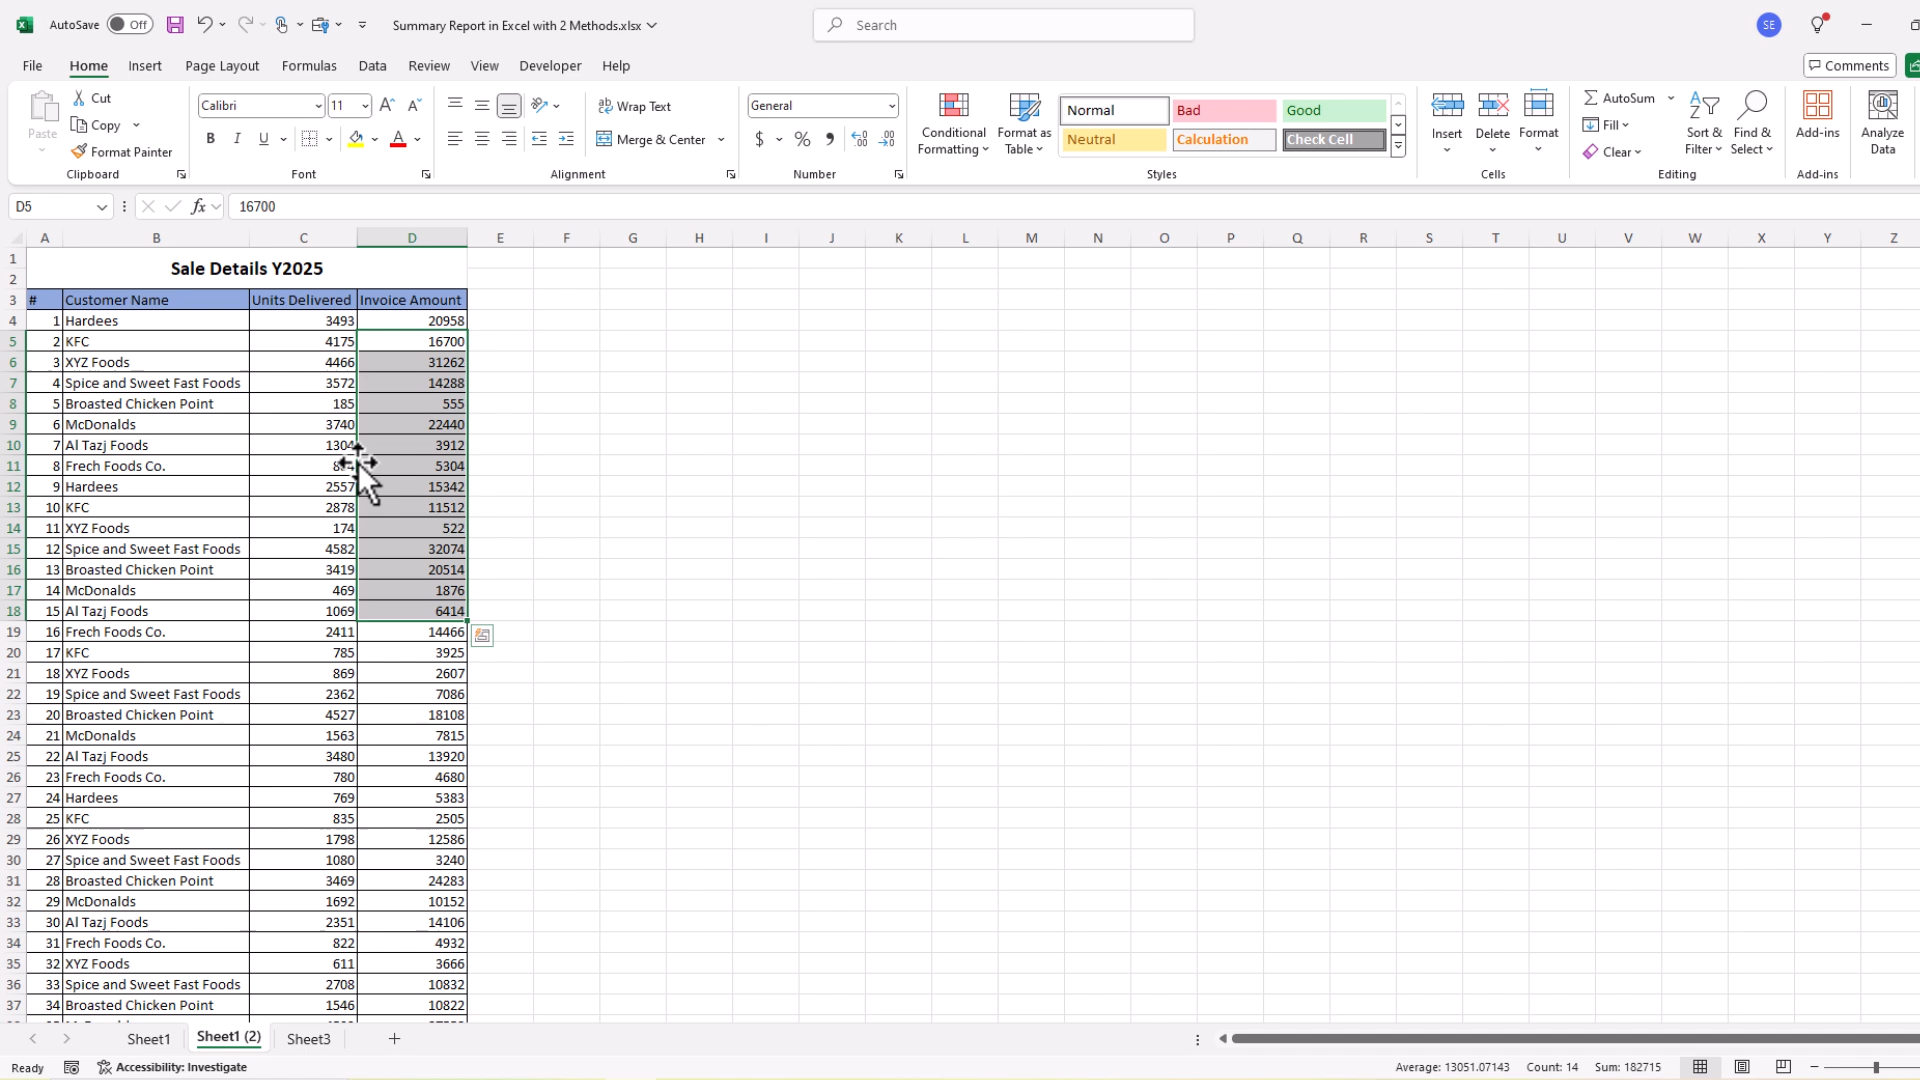 AutoSave Off Summary Report in Excel with 2 Methods.xlsx Search SE
File Home Insert Page Layout Formulas Data Review View Developer Help Comments
Paste Cut Copy Format Painter Clipboard
Calibri 11 A A B I U A Font
ab Wrap Text Merge & Center Alignment
General $ % , Number
Conditional Formatting Format as Table Normal Bad Good Neutral Calculation Check Cell Styles
Insert Delete Format Cells
AutoSum Fill Clear Sort & Filter Find & Select Editing
Add-ins Add-ins
Analyze Data
D5 fx 16700
A B C D E F G H I J K L M N O P Q R S T U V W X Y Z
1 Sale Details Y2025
2
3 # Customer Name Units Delivered Invoice Amount
4 1 Hardees 3493 20958
5 2 KFC 4175 16700
6 3 XYZ Foods 4466 31262
7 4 Spice and Sweet Fast Foods 3572 14288
8 5 Broasted Chicken Point 185 555
9 6 McDonalds 3740 22440
10 7 Al Tazj Foods 1304 3912
11 8 Frech Foods Co. 5304
12 9 Hardees 2557 15342
13 10 KFC 2878 11512
14 11 XYZ Foods 174 522
15 12 Spice and Sweet Fast Foods 4582 32074
16 13 Broasted Chicken Point 3419 20514
17 14 McDonalds 469 1876
18 15 Al Tazj Foods 1069 6414
19 16 Frech Foods Co. 2411 14466
20 17 KFC 785 3925
21 18 XYZ Foods 869 2607
22 19 Spice and Sweet Fast Foods 2362 7086
23 20 Broasted Chicken Point 4527 18108
24 21 McDonalds 1563 7815
25 22 Al Tazj Foods 3480 13920
26 23 Frech Foods Co. 780 4680
27 24 Hardees 769 5383
28 25 KFC 835 2505
29 26 XYZ Foods 1798 12586
30 27 Spice and Sweet Fast Foods 1080 3240
31 28 Broasted Chicken Point 3469 24283
32 29 McDonalds 1692 10152
33 30 Al Tazj Foods 2351 14106
34 31 Frech Foods Co. 822 4932
35 32 XYZ Foods 611 3666
36 33 Spice and Sweet Fast Foods 2708 10832
37 34 Broasted Chicken Point 1546 10822
Sheet1 Sheet1 (2) Sheet3
Ready Accessibility: Investigate Average: 13051.07143 Count: 14 Sum: 182715